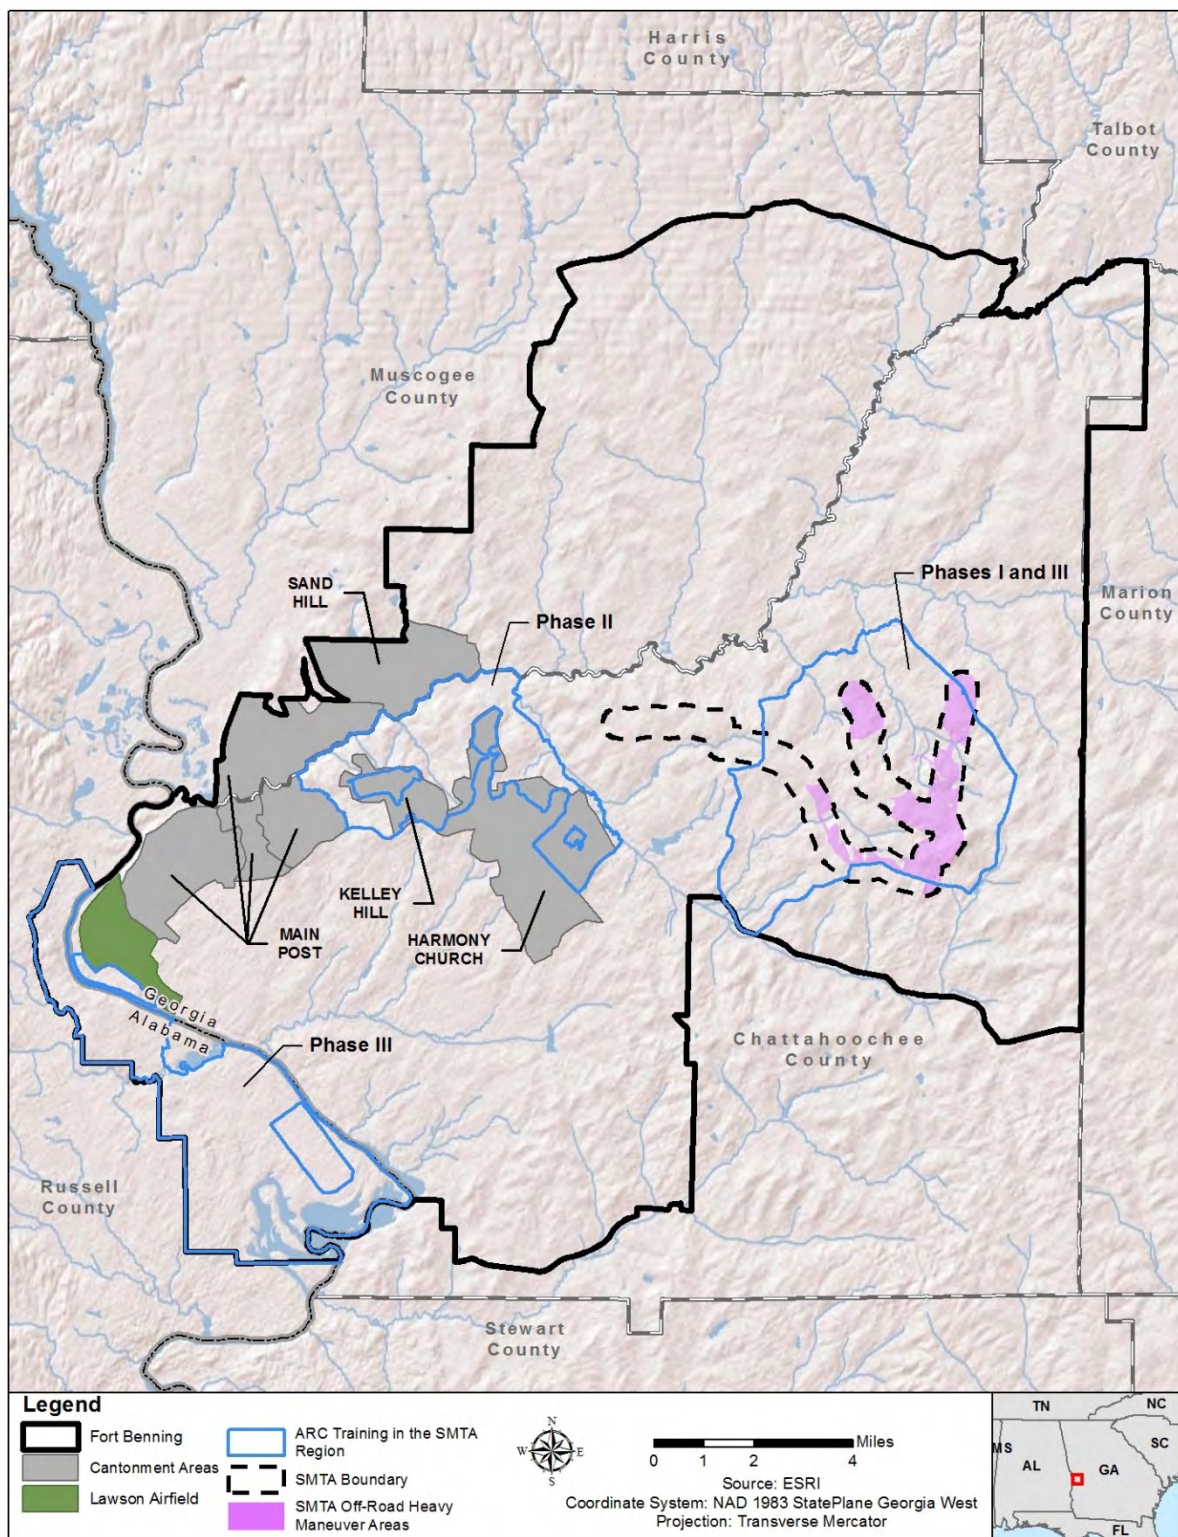 Harris
County
Talbot
County
Muscogee
County
SAND
HILL
Phase II
Phases I and III
Marion
County
KELLEY
HILL
MAIN
POST
HARMONY
CHURCH
Georgia
Alabama
Phase III
Chattahoochee
County
Russell
County
Stewart
County
Legend
Fort Benning
Cantonment Areas
Lawson Airfield
ARC Training in the SMTA
Region
SMTA Boundary
SMTA Off-Road Heavy
Maneuver Areas
N
W E
S
Miles
0 1 2 4
Source: ESRI
Coordinate System: NAD 1983 StatePlane Georgia West
Projection: Transverse Mercator
TN NC
SC
MS AL GA
FL